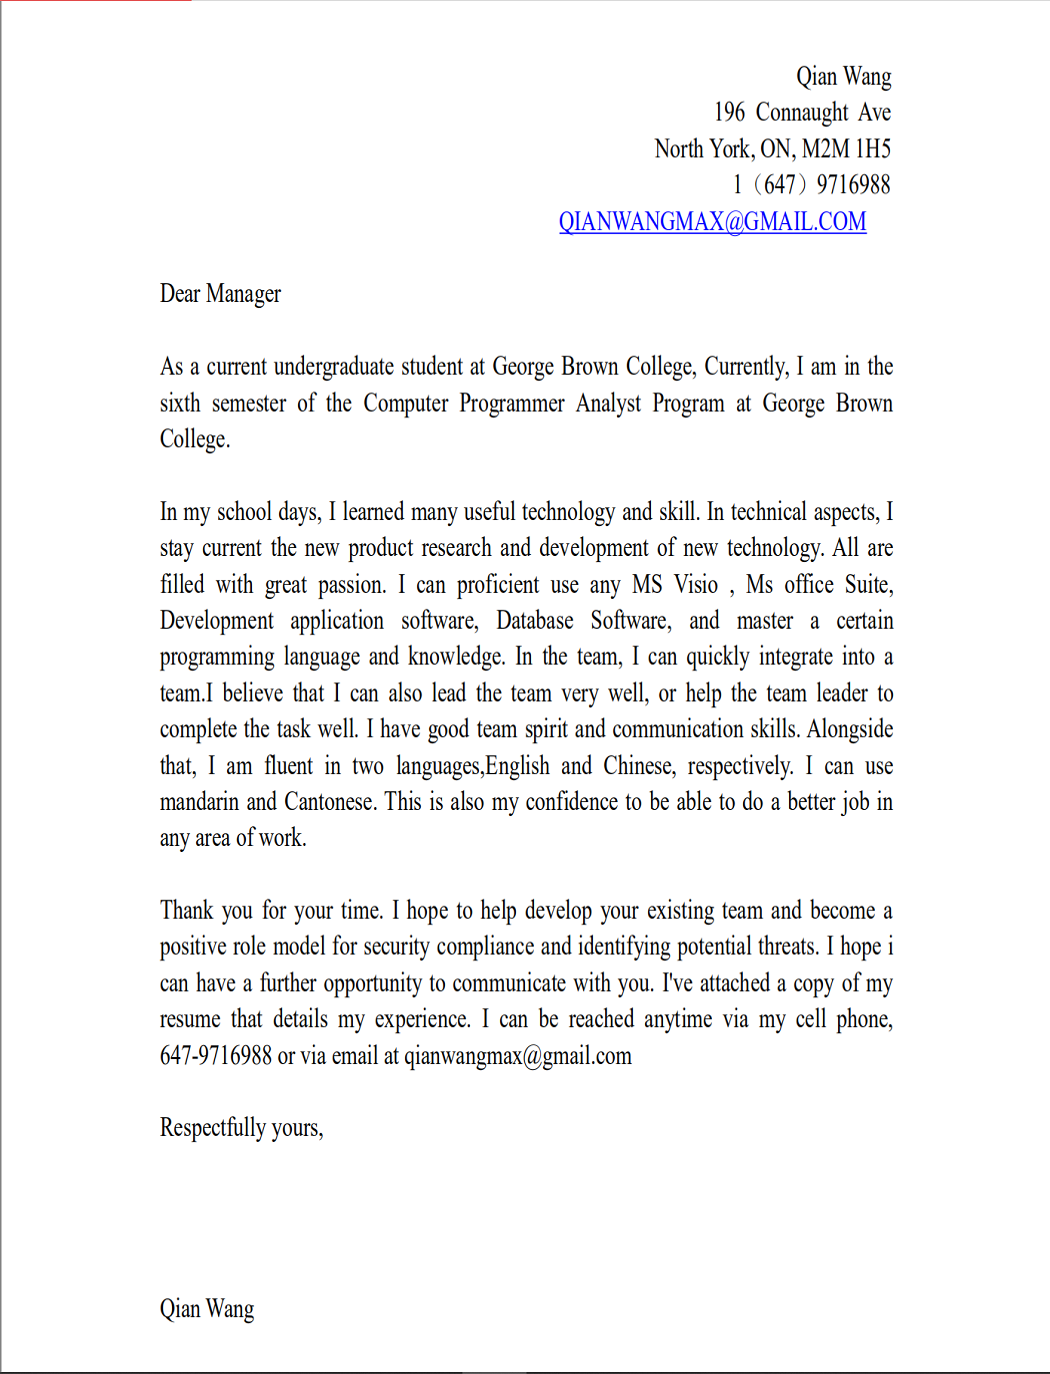 Qian Wang
196 Connaught Ave
North York, ON, M2M 1H5
1（647）9716988
QIANWANGMAX@GMAIL.COM
Dear Manager
As a current undergraduate student at George Brown College, Currently, I am in the
sixth semester of the Computer Programmer Analyst Program at George Brown
College.
In my school days, I learned many useful technology and skill. In technical aspects, I
stay current the new product research and development of new technology. All are
filled with great passion. I can proficient use any MS Visio , Ms office Suite,
Development application software, Database Software, and master a certain
programming language and knowledge. In the team, I can quickly integrate into a
team.I believe that I can also lead the team very well, or help the team leader to
complete the task well. I have good team spirit and communication skills. Alongside
that, I am fluent in two languages,English and Chinese, respectively. I can use
mandarin and Cantonese. This is also my confidence to be able to do a better job in
any area of work.
Thank you for your time. I hope to help develop your existing team and become a
positive role model for security compliance and identifying potential threats. I hope i
can have a further opportunity to communicate with you. I've attached a copy of my
resume that details my experience. I can be reached anytime via my cell phone,
647-9716988 or via email at qianwangmax@gmail.com
Respectfully yours,
Qian Wang